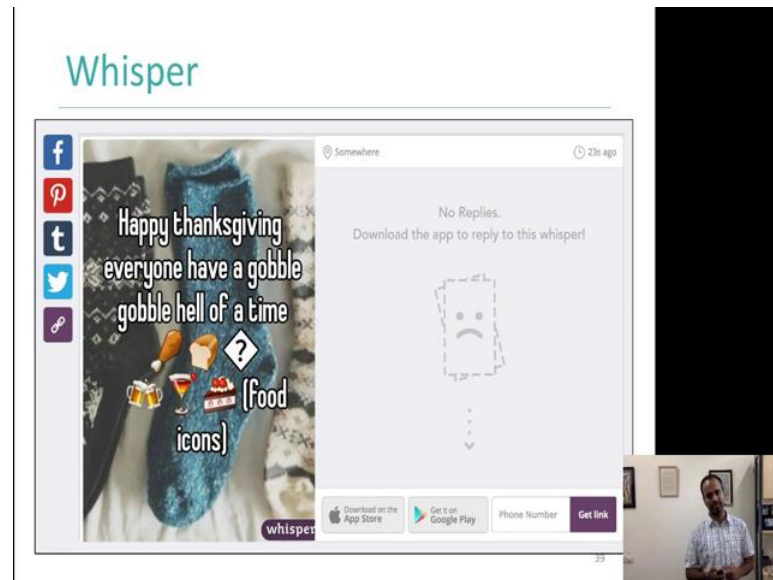 Whisper
Somewhere
23s ago
Happy thanksgiving
everyone have a gobble
gobble hell of a time
(food
icons)
whisper
No Replies.
Download the app to reply to this whisper!
Download on the
App Store
Get it on
Google Play
Phone Number
Get link
39